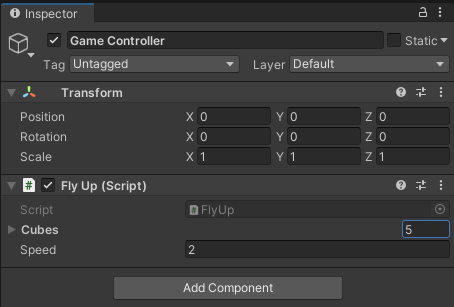 Inspector
Game Controller Static
Tag Untagged Layer Default
Transform
Position X 0 Y 0 Z 0
Rotation X 0 Y 0 Z 0
Scale X 1 Y 1 Z 1
# Fly Up (Script)
Script # FlyUp
Cubes 5
Speed 2
Add Component